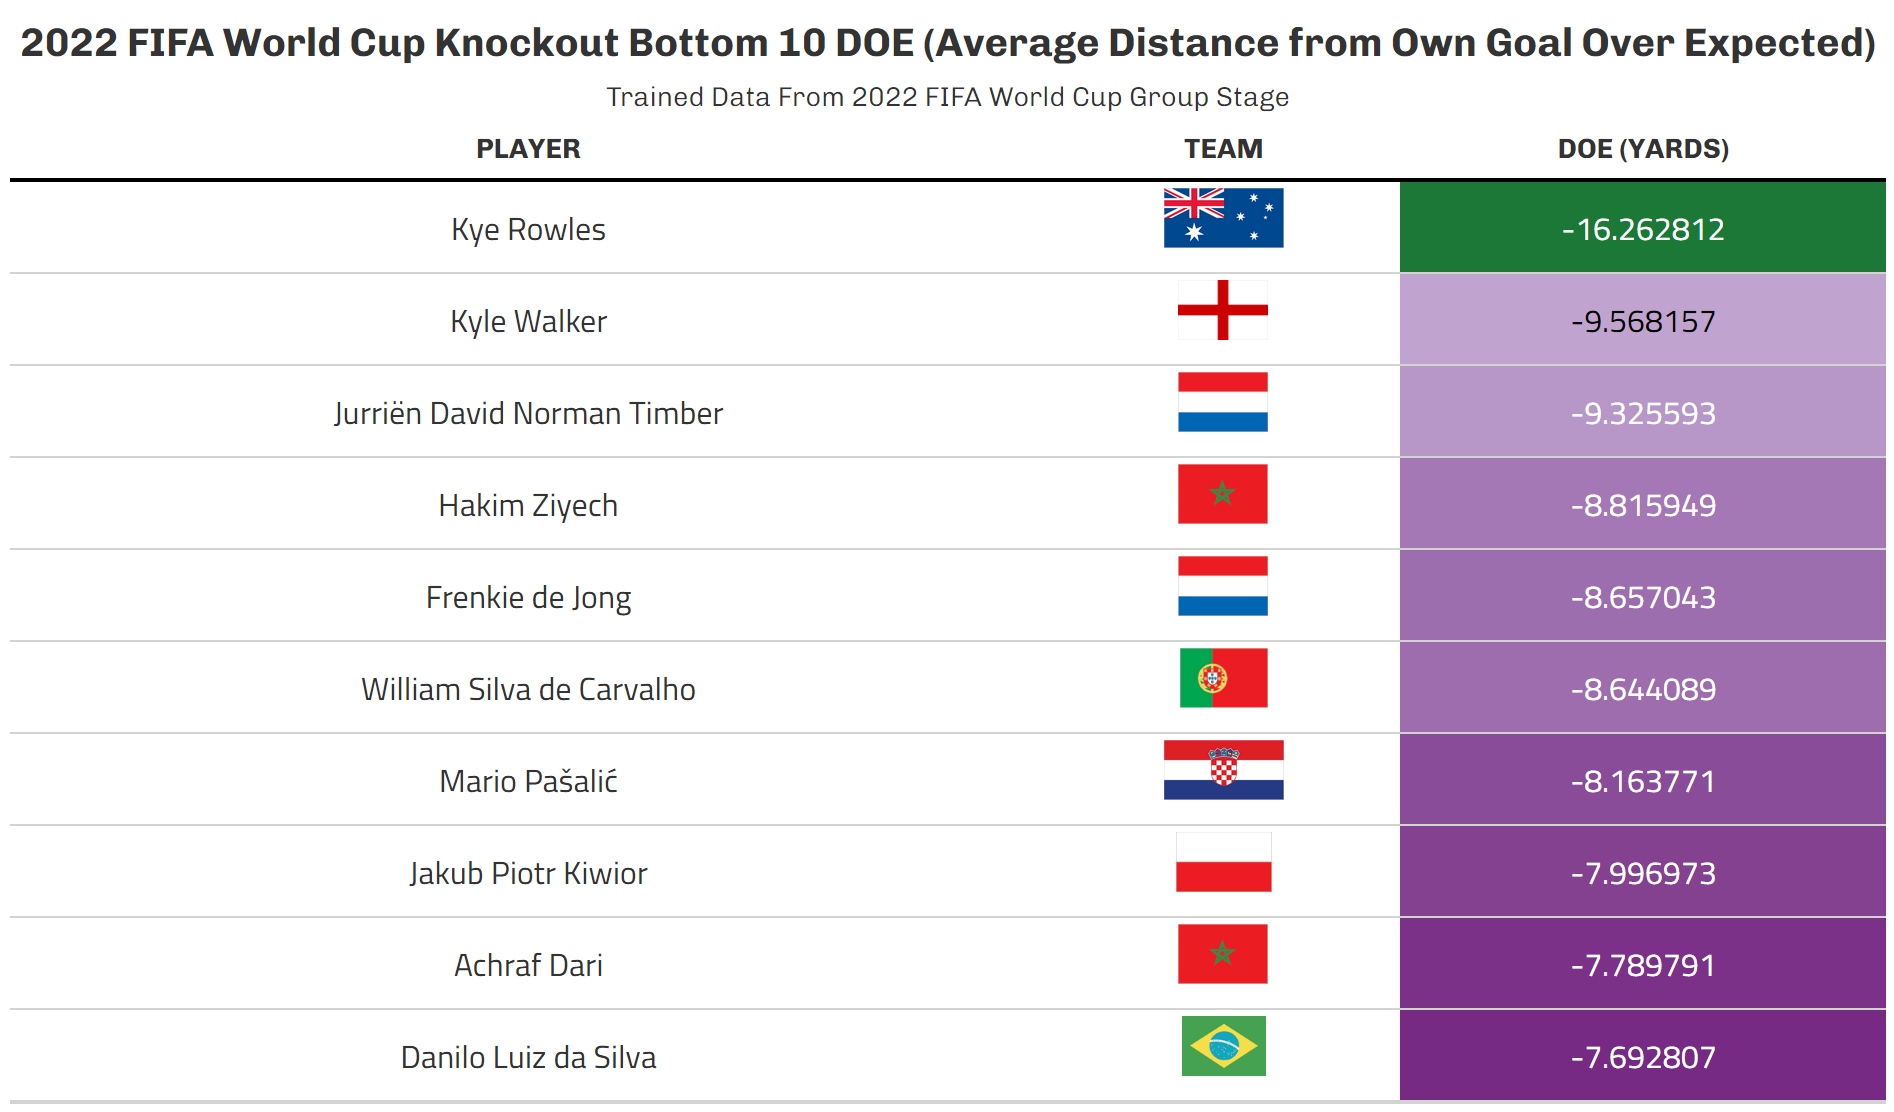 2022 FIFA World Cup Knockout Bottom 10 DOE (Average Distance from Own Goal Over Expected)
Trained Data From 2022 FIFA World Cup Group Stage
PLAYER TEAM DOE (YARDS)
Kye Rowles -16.262812
Kyle Walker -9.568157
Jurriën David Norman Timber -9.325593
Hakim Ziyech -8.815949
Frenkie de Jong -8.657043
William Silva de Carvalho -8.644089
Mario Pašalić -8.163771
Jakub Piotr Kiwior -7.996973
Achraf Dari -7.789791
Danilo Luiz da Silva -7.692807